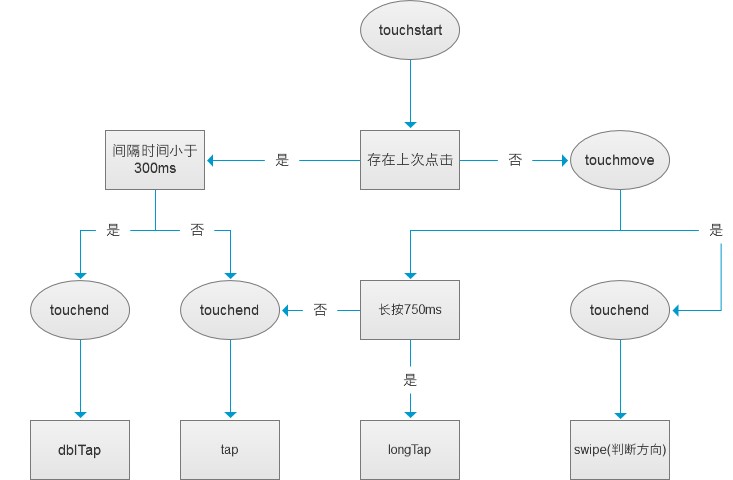 touchstart
间隔时间小于
300ms
是
存在上次点击
否
touchmove
是
否
是
touchend
touchend
否
长按750ms
touchend
是
dblTap
tap
longTap
swipe(判断方向)